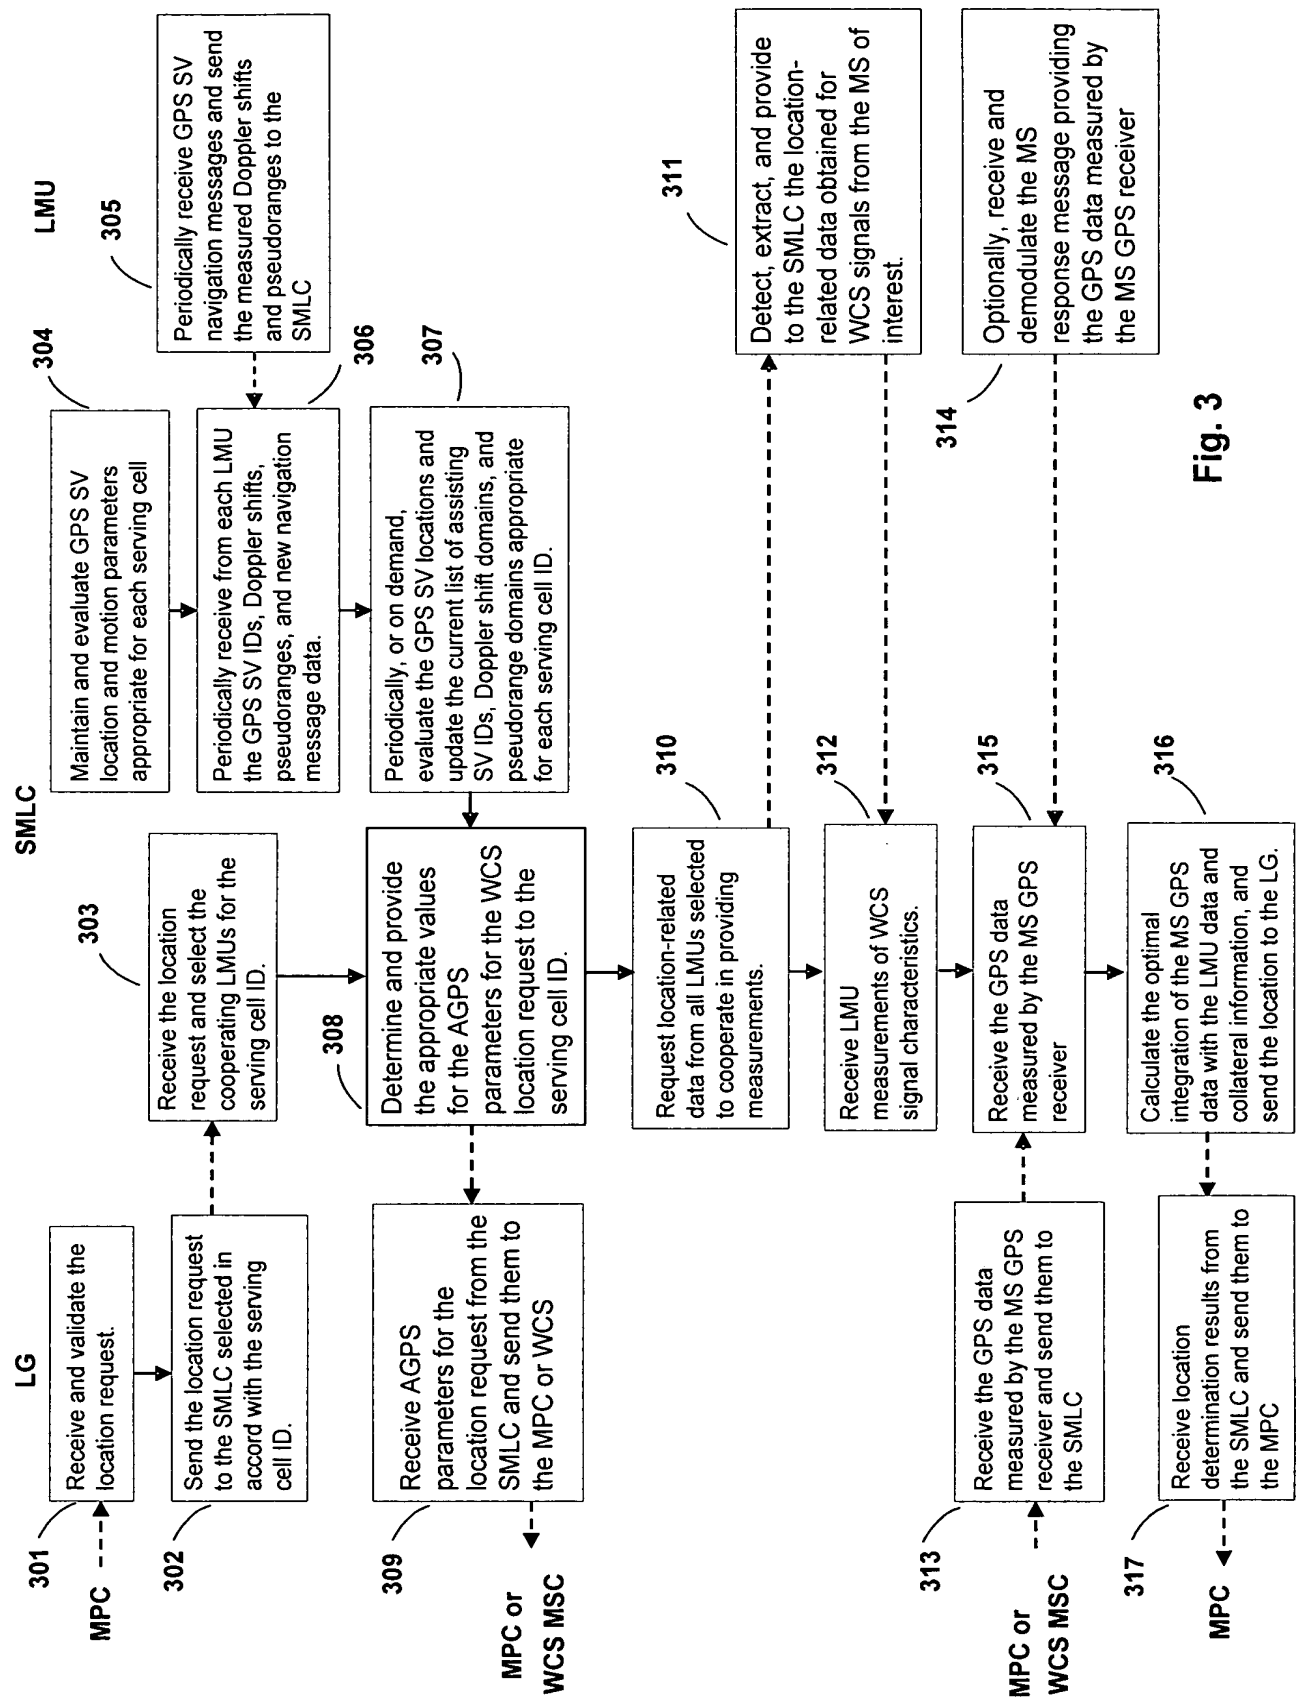 LG
SMLC
LMU
MPC
301
Receive and validate the
location request.
302
Send the location request
to the SMLC selected in
accord with the serving
cell ID.
303
Receive the location
request and select the
cooperating LMUs for the
serving cell ID.
304
Maintain and evaluate GPS SV
location and motion parameters
appropriate for each serving cell
305
Periodically receive GPS SV
navigation messages and send
the measured Doppler shifts
and pseudoranges to the
SMLC
306
Periodically receive from each LMU
the GPS SV IDs, Doppler shifts,
pseudoranges, and new navigation
message data.
307
Periodically, or on demand,
evaluate the GPS SV locations and
update the current list of assisting
SV IDs, Doppler shift domains, and
pseudorange domains appropriate
for each serving cell ID.
308
Determine and provide
the appropriate values
for the AGPS
parameters for the WCS
location request to the
serving cell ID.
309
Receive AGPS
parameters for the
location request from the
SMLC and send them to
the MPC or WCS
MPC or
WCS MSC
310
Request location-related
data from all LMUs selected
to cooperate in providing
measurements.
311
Detect, extract, and provide
to the SMLC the location-
related data obtained for
WCS signals from the MS of
interest.
312
Receive LMU
measurements of WCS
signal characteristics.
313
Receive the GPS data
measured by the MS GPS
receiver and send them to
the SMLC
MPC or
WCS MSC
314
Optionally, receive and
demodulate the MS
response message providing
the GPS data measured by
the MS GPS receiver
315
Receive the GPS data
measured by the MS GPS
receiver
316
Calculate the optimal
integration of the MS GPS
data with the LMU data and
collateral information, and
send the location to the LG.
317
Receive location
determination results from
the SMLC and send them to
the MPC
MPC
Fig. 3